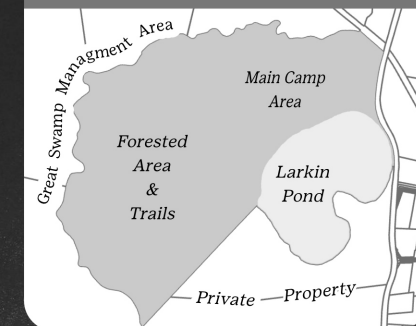 Great Swamp Managment Area
Main Camp
Area
Forested
Area
&
Trails
Larkin
Pond
Private Property